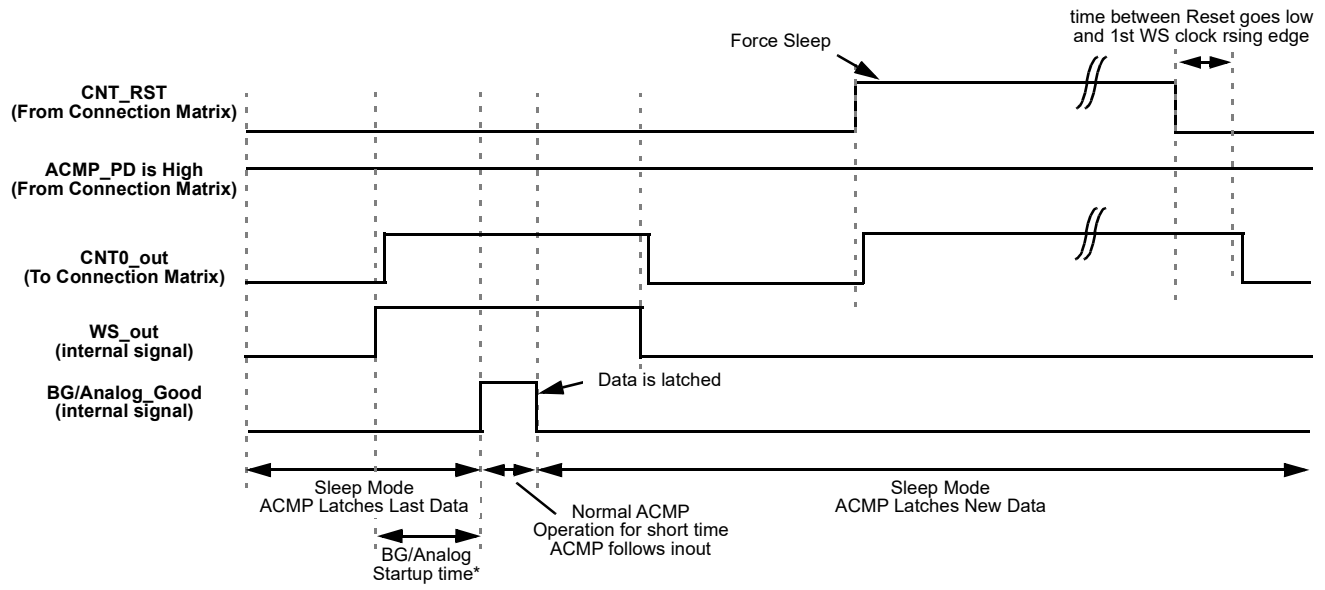 time between Reset goes low
and 1st WS clock rsing edge
Force Sleep
CNT_RST
(From Connection Matrix)
ACMP_PD is High
(From Connection Matrix)
CNT0_out
(To Connection Matrix)
WS_out
(internal signal)
BG/Analog_Good
(internal signal)
Data is latched
Sleep Mode
ACMP Latches Last Data
Normal ACMP
Operation for short time
ACMP follows inout
Sleep Mode
ACMP Latches New Data
BG/Analog
Startup time*